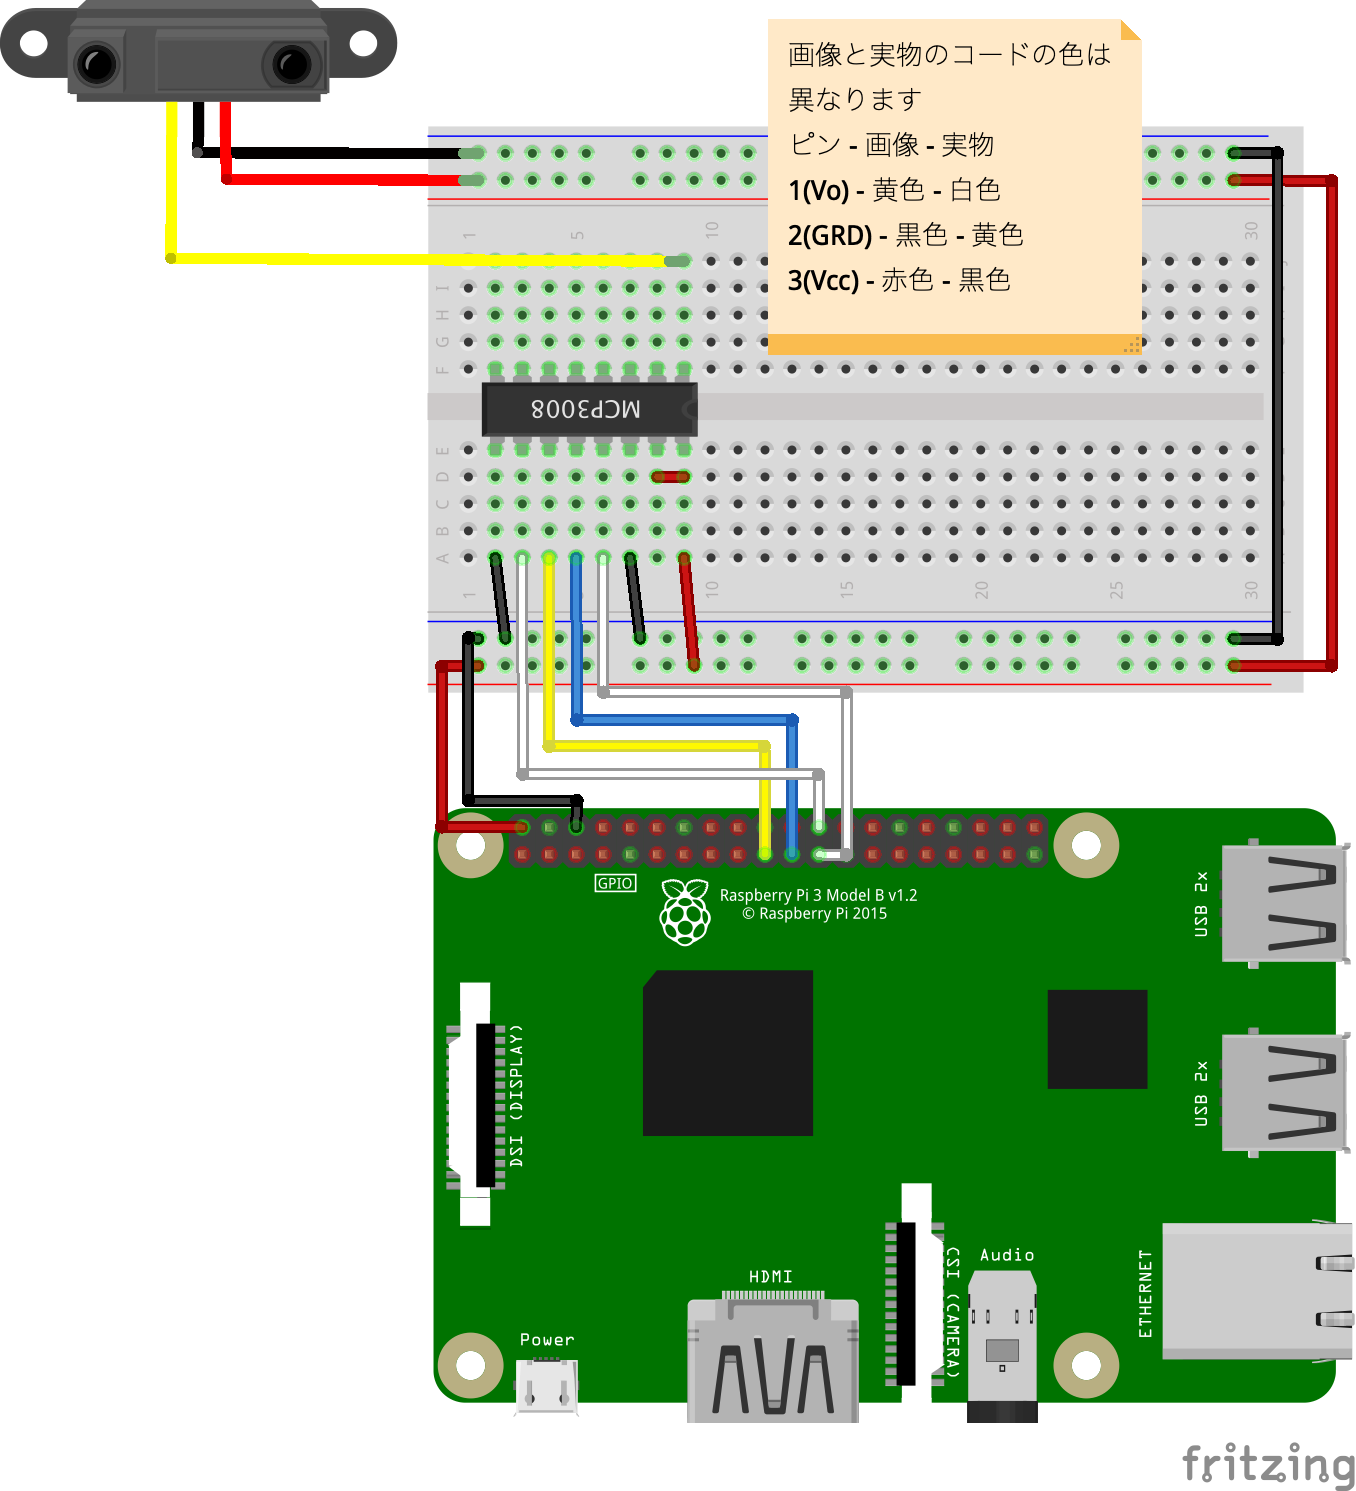 画像と実物のコードの色は
異なります
ピン - 画像 - 実物
1(Vo) - 黄色 - 白色
2(GRD) - 黒色 - 黄色
3(Vcc) - 赤色 - 黒色
1 5 10 30
I
H
G
F
MCP3008
E
D
C
B
A
1 10 15 20 25 30
GPIO
Raspberry Pi 3 Model B v1.2
© Raspberry Pi 2015
USB 2x
DSI (DISPLAY)
USB 2x
CSI (CAMERA)
Audio
ETHERNET
HDMI
Power
fritzing